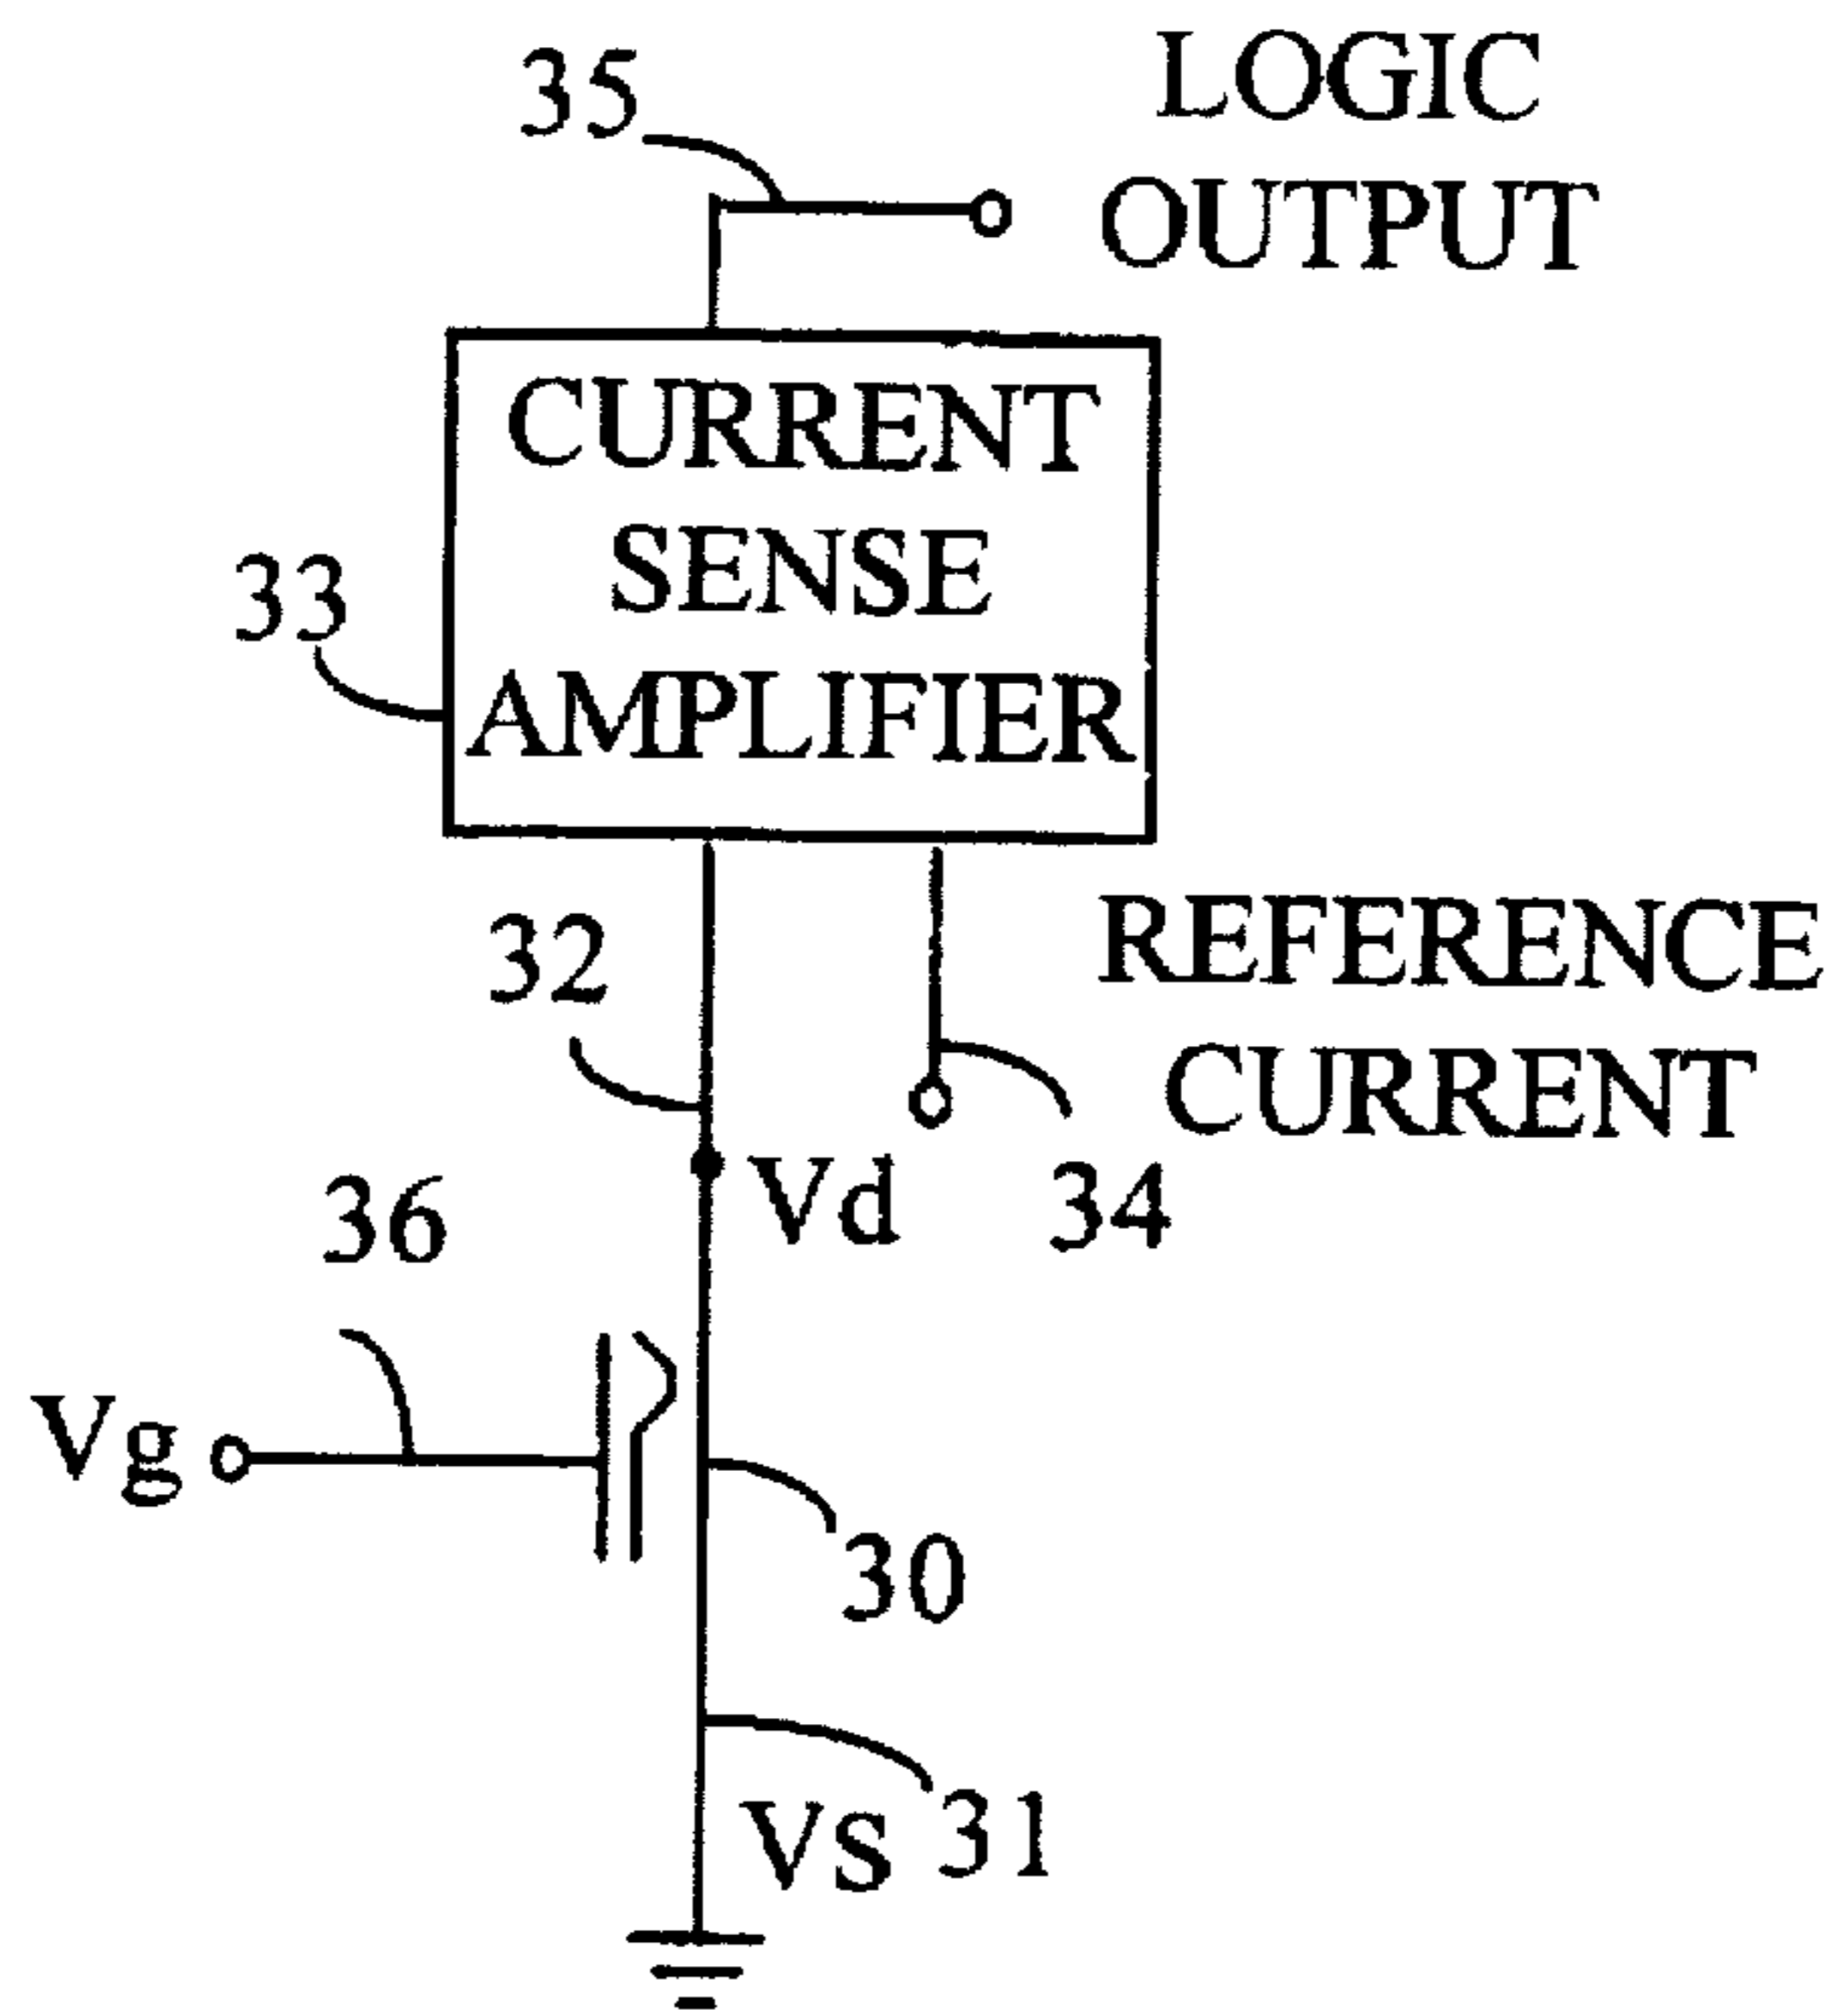 35
LOGIC
OUTPUT
CURRENT
SENSE
AMPLIFIER
33
32
REFERENCE
CURRENT
Vd
34
36
Vg
30
VS
31